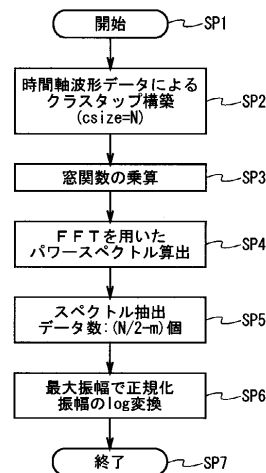 開始
SP1
時間軸波形データによる
クラスタップ構築
(csize=N)
SP2
窓関数の乗算
SP3
FFTを用いた
パワースペクトル算出
SP4
スペクトル抽出
データ数:(N/2-m)個
SP5
最大振幅で正規化
振幅のlog変換
SP6
終了
SP7